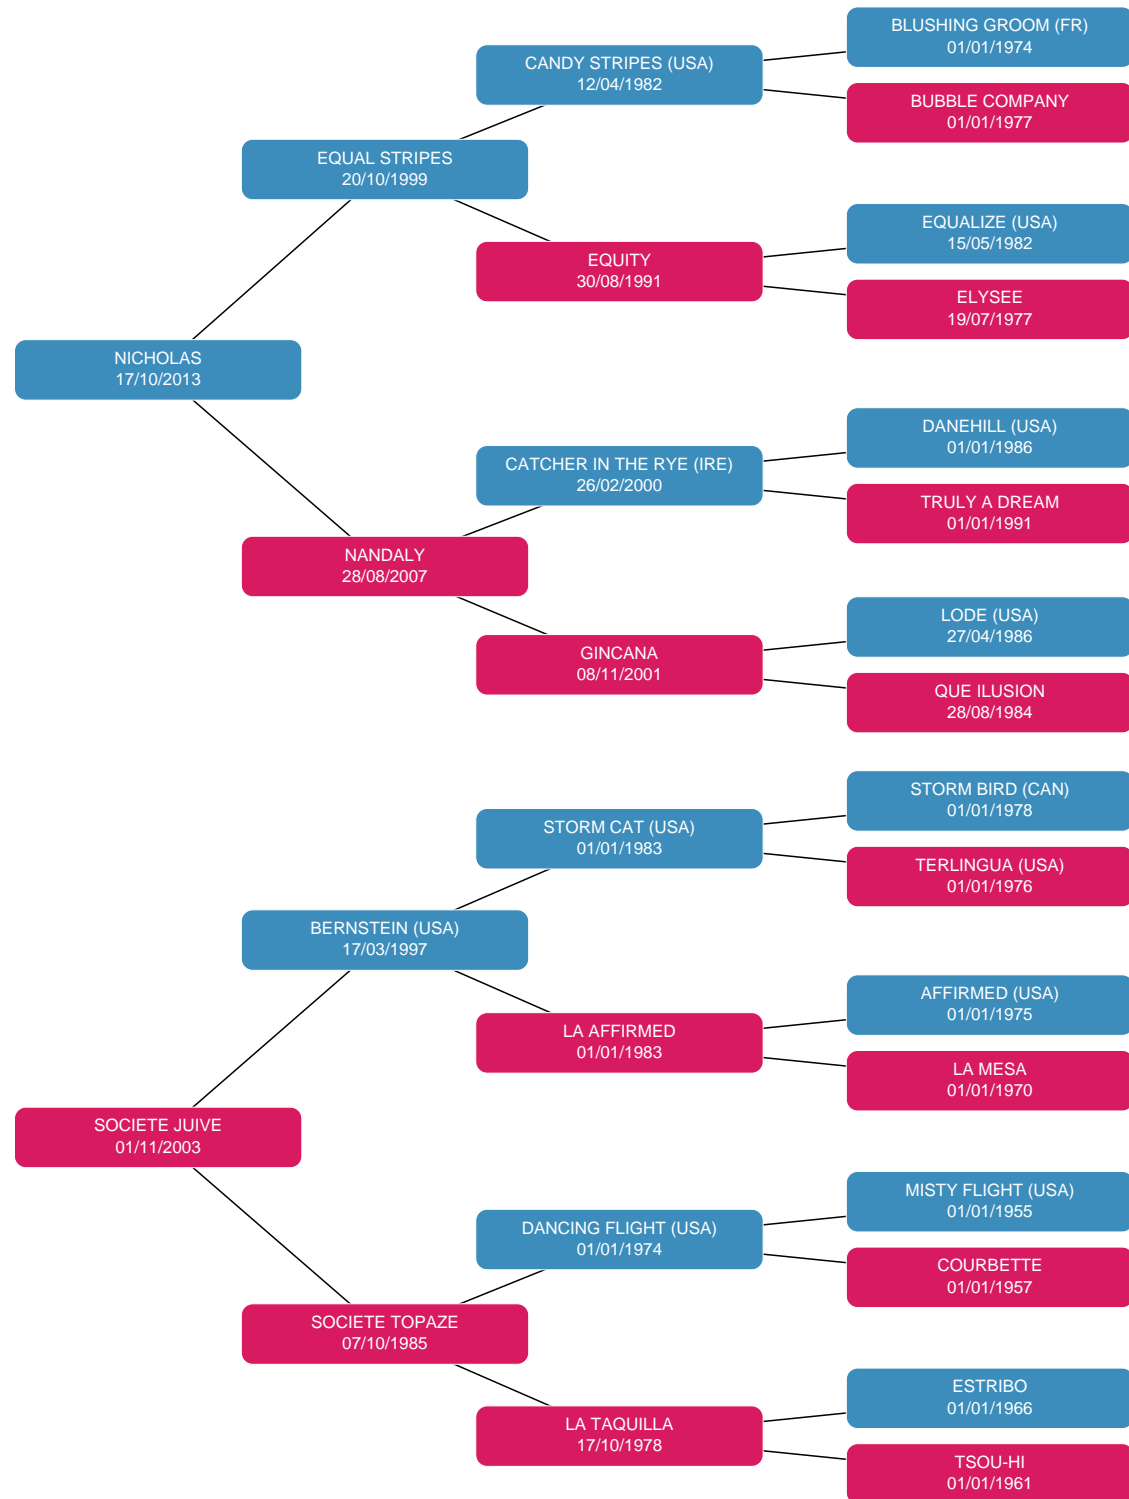 BLUSHING GROOM (FR)
01/01/1974
CANDY STRIPES (USA)
12/04/1982
BUBBLE COMPANY
01/01/1977
EQUAL STRIPES
20/10/1999
EQUALIZE (USA)
15/05/1982
EQUITY
30/08/1991
ELYSEE
19/07/1977
NICHOLAS
17/10/2013
DANEHILL (USA)
01/01/1986
CATCHER IN THE RYE (IRE)
26/02/2000
TRULY A DREAM
01/01/1991
NANDALY
28/08/2007
LODE (USA)
27/04/1986
GINCANA
08/11/2001
QUE ILUSION
28/08/1984
STORM BIRD (CAN)
01/01/1978
STORM CAT (USA)
01/01/1983
TERLINGUA (USA)
01/01/1976
BERNSTEIN (USA)
17/03/1997
AFFIRMED (USA)
01/01/1975
LA AFFIRMED
01/01/1983
LA MESA
01/01/1970
SOCIETE JUIVE
01/11/2003
MISTY FLIGHT (USA)
01/01/1955
DANCING FLIGHT (USA)
01/01/1974
COURBETTE
01/01/1957
SOCIETE TOPAZE
07/10/1985
ESTRIBO
01/01/1966
LA TAQUILLA
17/10/1978
TSOU-HI
01/01/1961